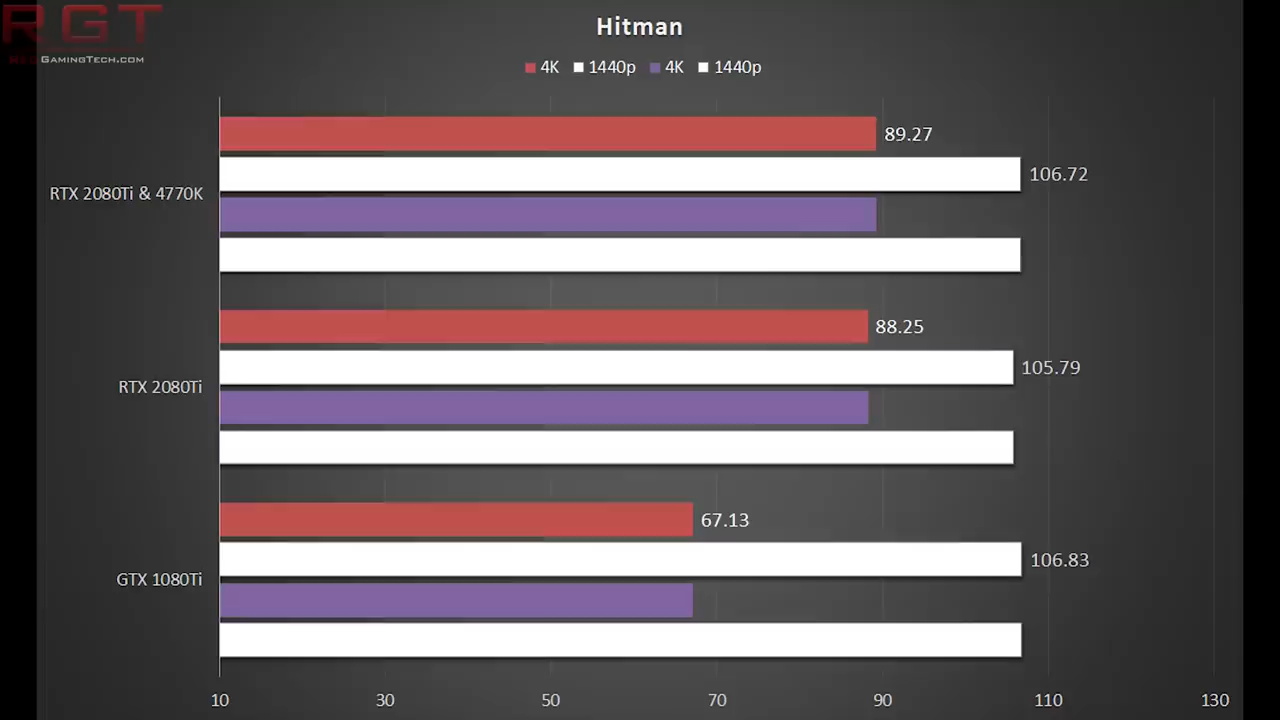 RGT
REDGAMINGTECH.COM
Hitman
4K 1440p 4K 1440p
89.27
106.72
RTX 2080Ti & 4770K
88.25
105.79
RTX 2080Ti
67.13
106.83
GTX 1080Ti
10 30 50 70 90 110 130